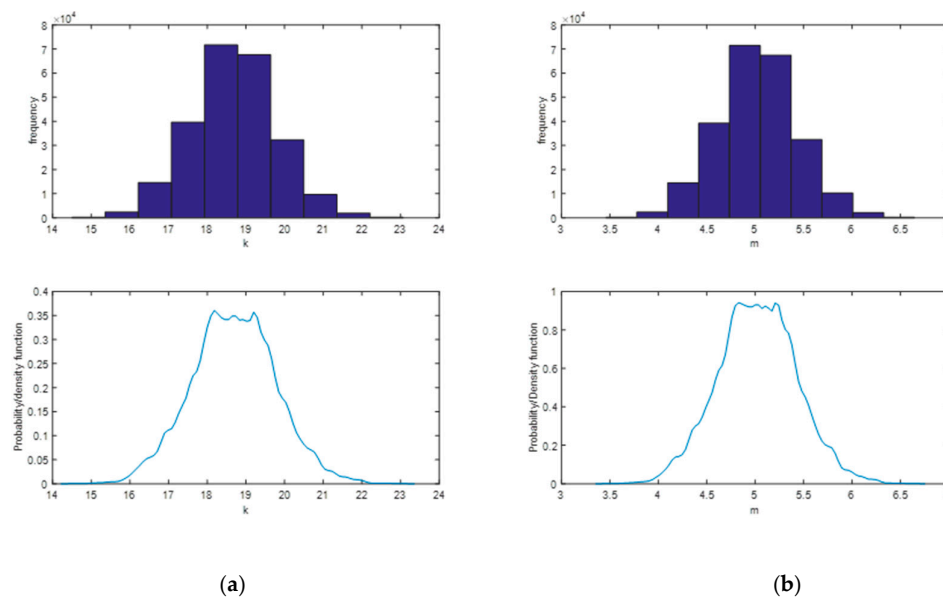 ×10⁴
8
7
6
5
4
3
2
1
0
frequency
14 15 16 17 18 19 20 21 22 23 24
k
×10⁴
8
7
6
5
4
3
2
1
0
frequency
3 3.5 4 4.5 5 5.5 6 6.5
m
0.4
0.35
0.3
0.25
0.2
0.15
0.1
0.05
0
Probability/density function
14 15 16 17 18 19 20 21 22 23 24
k
1
0.8
0.6
0.4
0.2
0
Probability/Density function
3 3.5 4 4.5 5 5.5 6 6.5
m
(a)
(b)